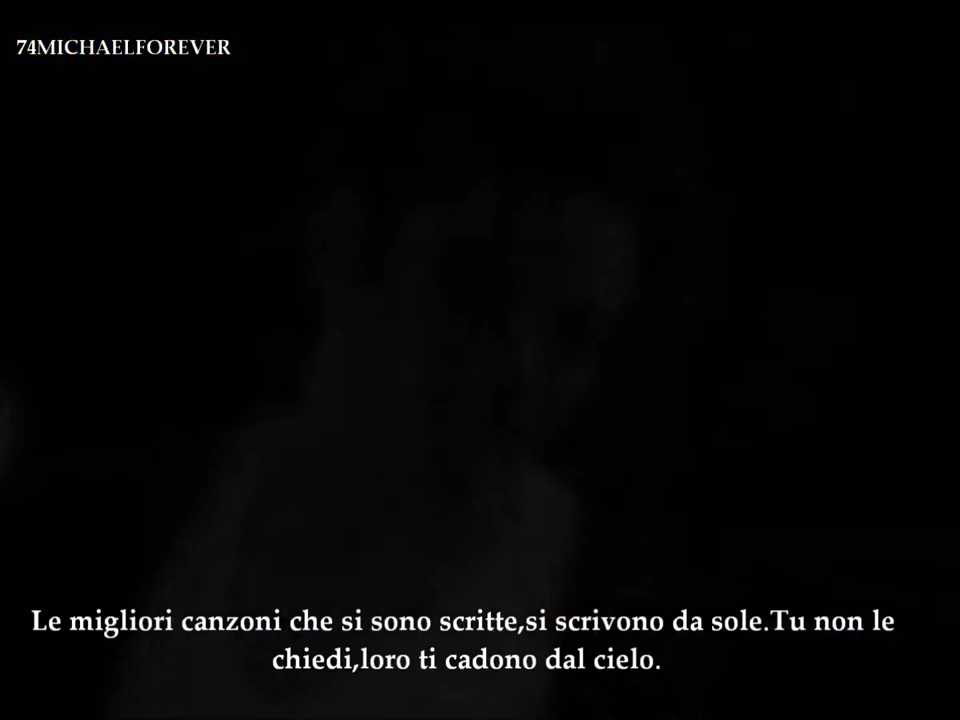 74MICHAELFOREVER
Le migliori canzoni che si sono scritte,si scrivono da sole.Tu non le
chiedi,loro ti cadono dal cielo.